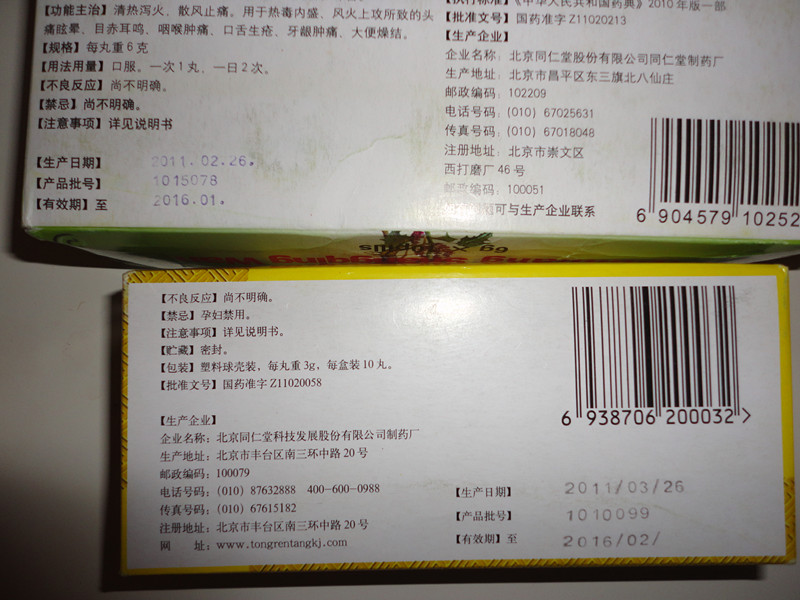 【功能主治】清热泻火、散风止痛。用于热毒内盛、风火上攻所致的头
痛眩晕、目赤耳鸣、咽喉肿痛、口舌生疮、牙龈肿痛、大便燥结。
【规格】每丸重6克
【用法用量】口服。一次1丸，一日2次。
【不良反应】尚不明确。
【禁忌】尚不明确。
【注意事项】详见说明书
【生产日期】 2011.02.26.
【产品批号】 1015078
【有效期】至 2016.01.
【执行标准】《中华人民共和国药典》2010年版一部
【批准文号】国药准字Z11020213
【生产企业】
企业名称：北京同仁堂股份有限公司同仁堂制药厂
生产地址：北京市昌平区东三旗北八仙庄
邮政编码：102209
电话号码：(010) 67025631
传真号码：(010) 67018048
注册地址：北京市崇文区
西打磨厂46号
邮政编码：100051
可与生产企业联系
6 904579 10252
【不良反应】尚不明确。
【禁忌】孕妇禁用。
【注意事项】详见说明书。
【贮藏】密封。
【包装】塑料球壳装，每丸重3g，每盒装10丸。
【批准文号】国药准字Z11020058
【生产企业】
企业名称：北京同仁堂科技发展股份有限公司制药厂
生产地址：北京市丰台区南三环中路20号
邮政编码：100079
电话号码：(010) 87632888 400-600-0988
传真号码：(010) 67615182
注册地址：北京市丰台区南三环中路20号
网 址：www.tongrentangkj.com
6 938706 200032>
【生产日期】 2011/03/26
【产品批号】 1010099
【有效期】至 2016/02/